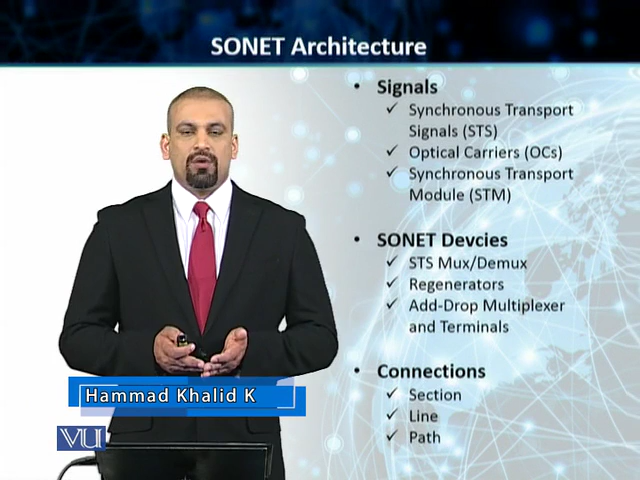 SONET Architecture
• Signals
✓ Synchronous Transport
Signals (STS)
✓ Optical Carriers (OCs)
✓ Synchronous Transport
Module (STM)
• SONET Devcies
✓ STS Mux/Demux
✓ Regenerators
✓ Add-Drop Multiplexer
and Terminals
• Connections
✓ Section
✓ Line
✓ Path
Hammad Khalid K
VU